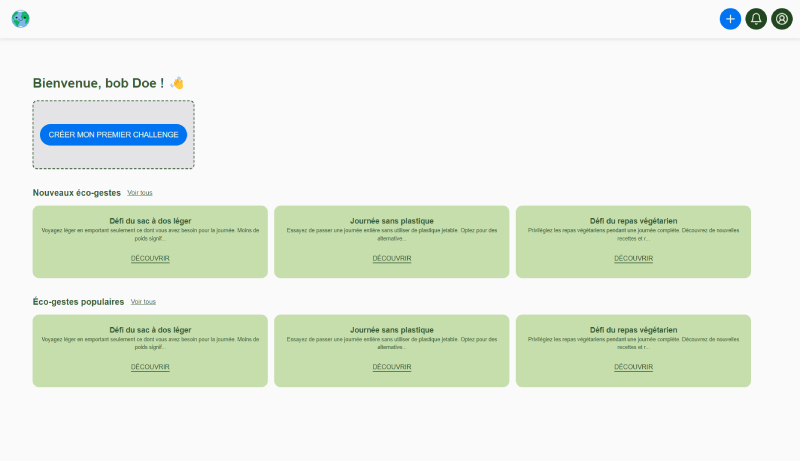 Bienvenue, bob Doe !
CRÉER MON PREMIER CHALLENGE
Nouveaux éco-gestes Voir tous
Défi du sac à dos léger
Voyagez léger en emportant seulement ce dont vous avez besoin pour la journée. Moins de
poids signif...
DÉCOUVRIR
Journée sans plastique
Essayez de passer une journée entière sans utiliser de plastique jetable. Optez pour des
alternative...
DÉCOUVRIR
Défi du repas végétarien
Privilégiez les repas végétariens pendant une journée complète. Découvrez de nouvelles
recettes et r...
DÉCOUVRIR
Éco-gestes populaires Voir tous
Défi du sac à dos léger
Voyagez léger en emportant seulement ce dont vous avez besoin pour la journée. Moins de
poids signif...
DÉCOUVRIR
Journée sans plastique
Essayez de passer une journée entière sans utiliser de plastique jetable. Optez pour des
alternative...
DÉCOUVRIR
Défi du repas végétarien
Privilégiez les repas végétariens pendant une journée complète. Découvrez de nouvelles
recettes et r...
DÉCOUVRIR